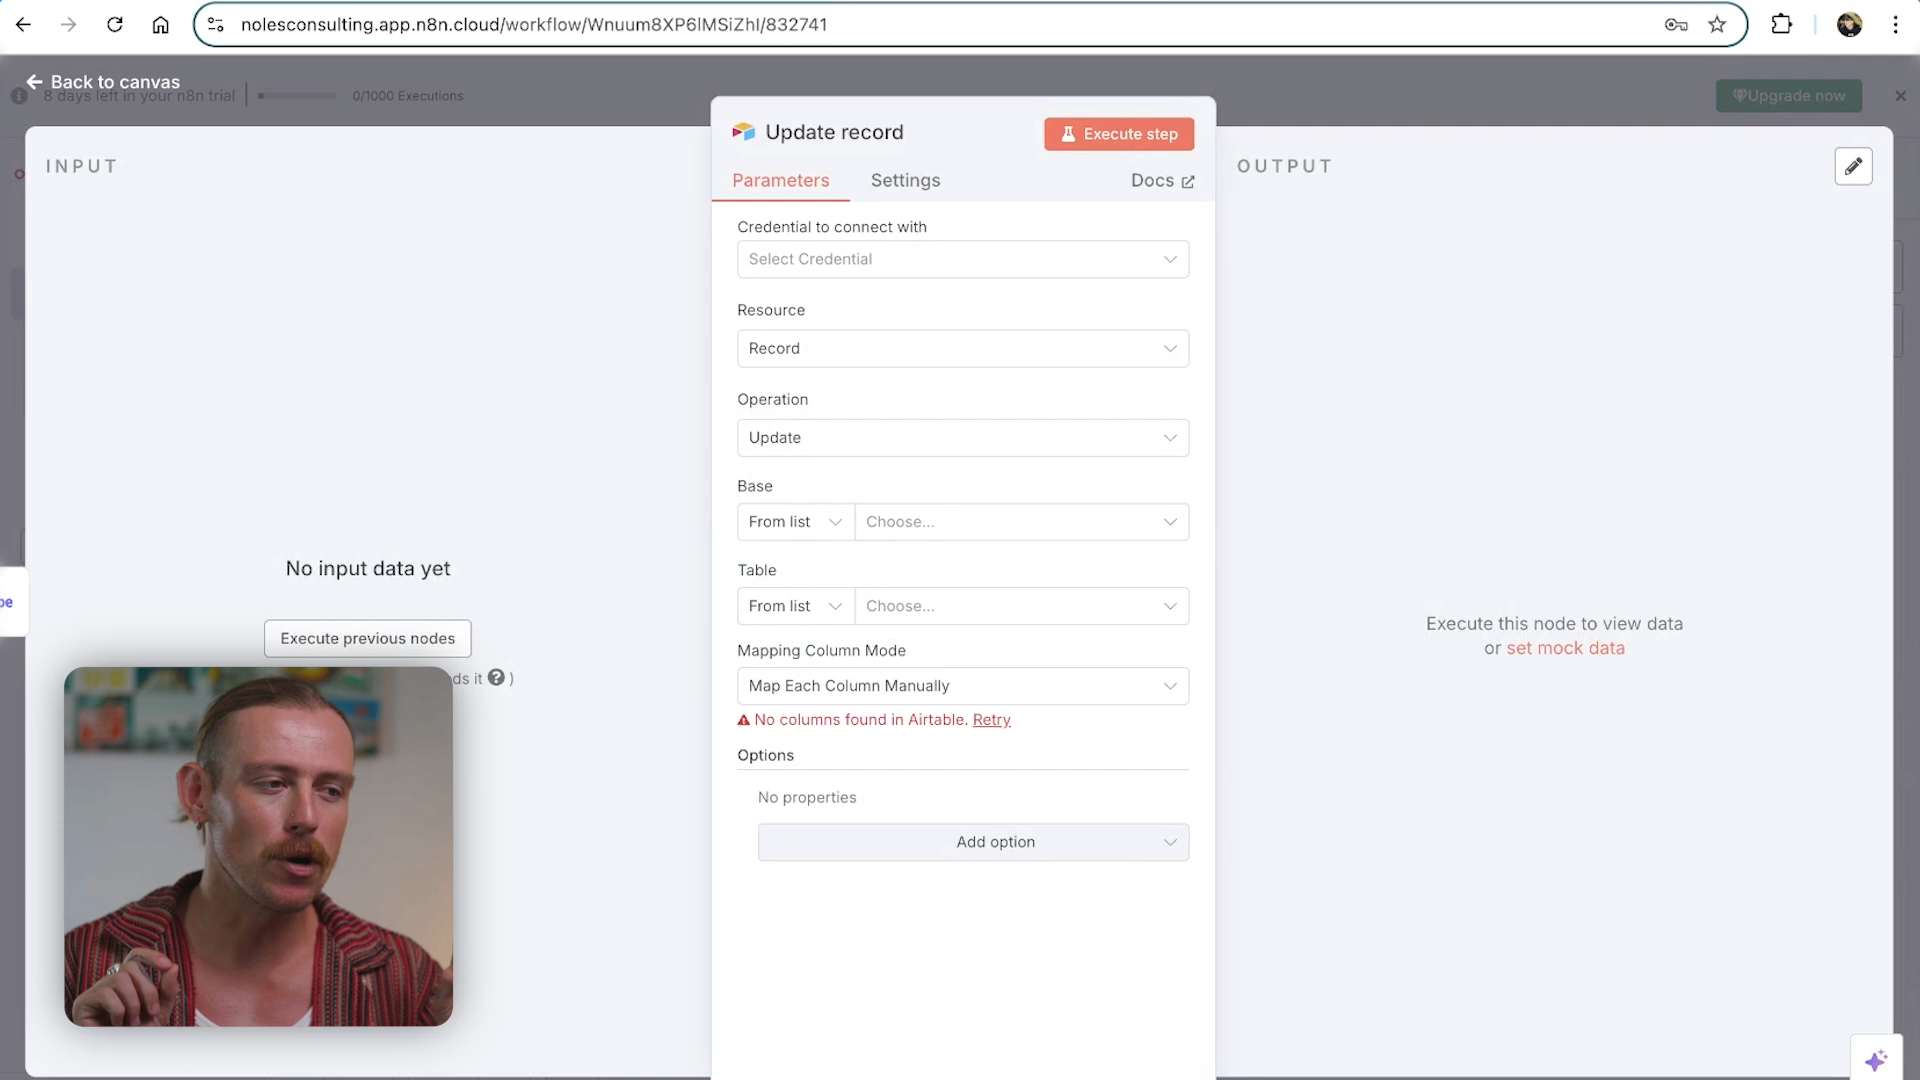 nolesconsulting.app.n8n.cloud/workflow/Wnuum8XP6lMSiZhI/832741
Back to canvas
8 days left in your n8n trial
0/1000 Executions
Upgrade now
INPUT
Update record
Execute step
OUTPUT
Parameters
Settings
Docs
Credential to connect with
Select Credential
Resource
Record
Operation
Update
Base
From list
Choose...
Table
From list
Choose...
Mapping Column Mode
Map Each Column Manually
No columns found in Airtable. Retry
Options
No properties
Add option
No input data yet
Execute previous nodes
ds it ? )
Execute this node to view data
or set mock data